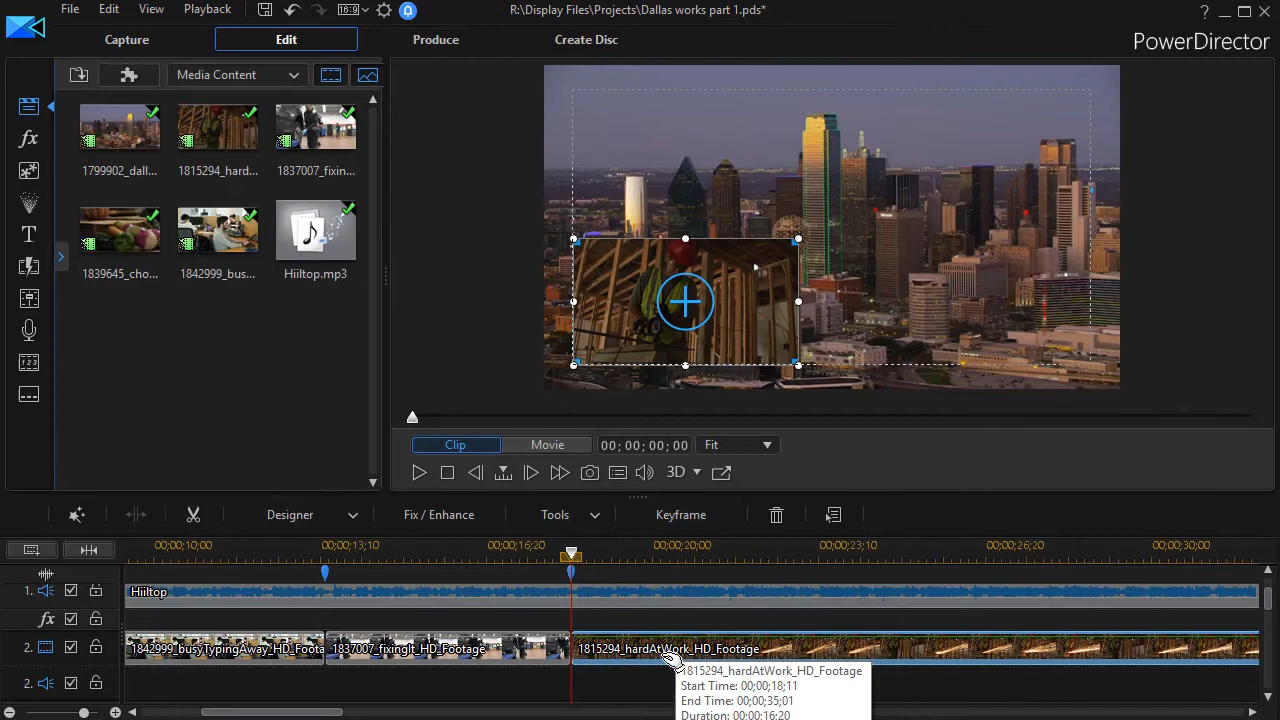 File Edit View Playback 16:9 R:\Display Files\Projects\Dallas works part 1.pds* ?
Capture Edit Produce Create Disc PowerDirector
Media Content
1799902_dall... 1815294_hard... 1837007_fixin...
1839645_cho... 1842999_bus... Hiiltop.mp3
fx
T
Clip Movie 00; 00; 00; 00 Fit
3D
Designer Fix / Enhance Tools Keyframe
00;00;10;00 00;00;13;10 00;00;16;20 00;00;20;00 00;00;23;10 00;00;26;20 00;00;30;00
1. Hiiltop
fx
2. 1842999_busyTypingAway_HD_Foota 1837007_fixingIt_HD_Footage 1815294_hardAtWork_HD_Footage
2.
1815294_hardAtWork_HD_Footage
Start Time: 00;00;18;11
End Time: 00;00;35;01
Duration: 00:00:16;20